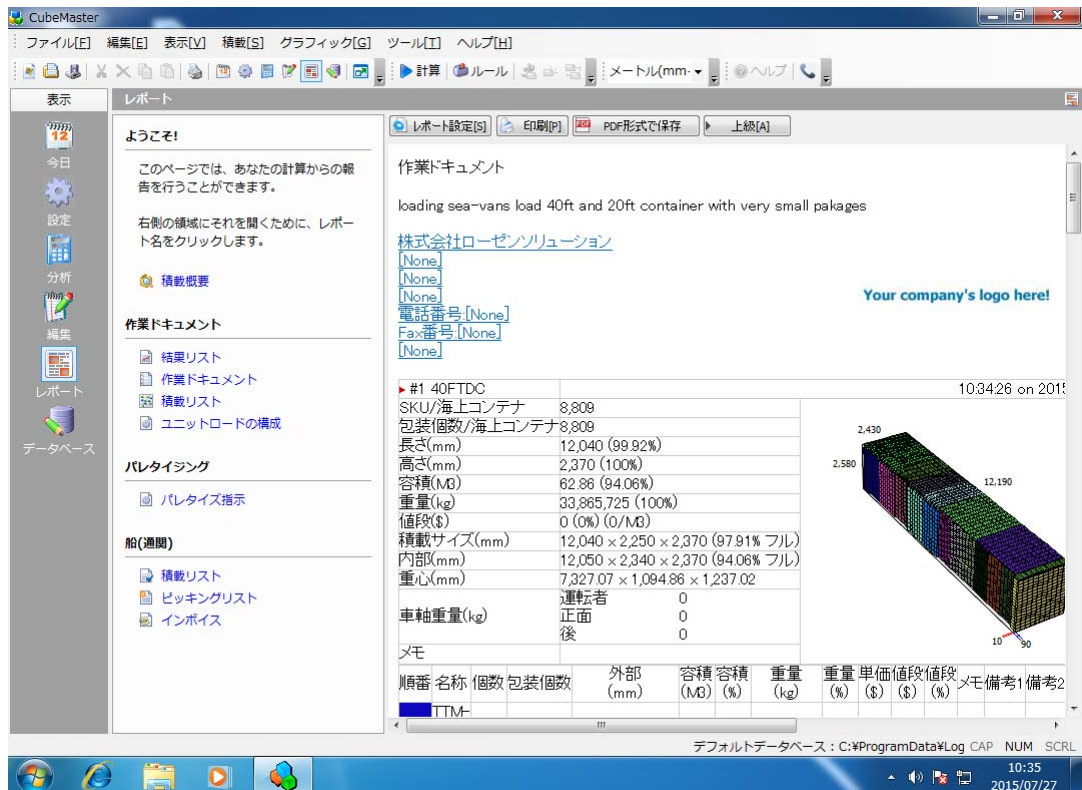 CubeMaster
ファイル[F] 編集[E] 表示[V] 積載[S] グラフィック[G] ツール[T] ヘルプ[H]
計算 ルール メートル(mm- ヘルプ
表示
レポート
今日
設定
分析
編集
レポート
データベース
ようこそ!
このページでは、あなたの計算からの報
告を行うことができます。
右側の領域にそれを開くために、レポー
ト名をクリックします。
積載概要
作業ドキュメント
結果リスト
作業ドキュメント
積載リスト
ユニットロードの構成
パレタイジング
パレタイズ指示
船(通関)
積載リスト
ピッキングリスト
インボイス
レポート設定[S] 印刷[P] PDF形式で保存 上級[A]
作業ドキュメント
loading sea-vans load 40ft and 20ft container with very small pakages
株式会社ローゼンソリューション
[None]
[None]
[None]
電話番号:[None]
Fax番号:[None]
[None]
Your company's logo here!
#1 40FTDC 10:34:26 on 2015
SKU/海上コンテナ 8,809
包装個数/海上コンテナ 8,809
長さ(mm) 12,040 (99.92%)
高さ(mm) 2,370 (100%)
容積(M3) 62.86 (94.06%)
重量(kg) 33,865,725 (100%)
値段($) 0 (0%) (0/M3)
積載サイズ(mm) 12,040 × 2,250 × 2,370 (97.91% フル)
内部(mm) 12,050 × 2,340 × 2,370 (94.06% フル)
重心(mm) 7,327.07 × 1,094.86 × 1,237.02
車軸重量(kg)
運転者 0
正面 0
後 0
メモ
2,430
2,580
12,190
10 90
順番 名称 個数 包装個数 外部(mm) 容積(M3) 容積(%) 重量(kg) 重量(%) 単価($) 値段($) 値段(%) メモ 備考1 備考2
TTM-
デフォルトデータベース : C:¥ProgramData¥Log CAP NUM SCRL
10:35
2015/07/27